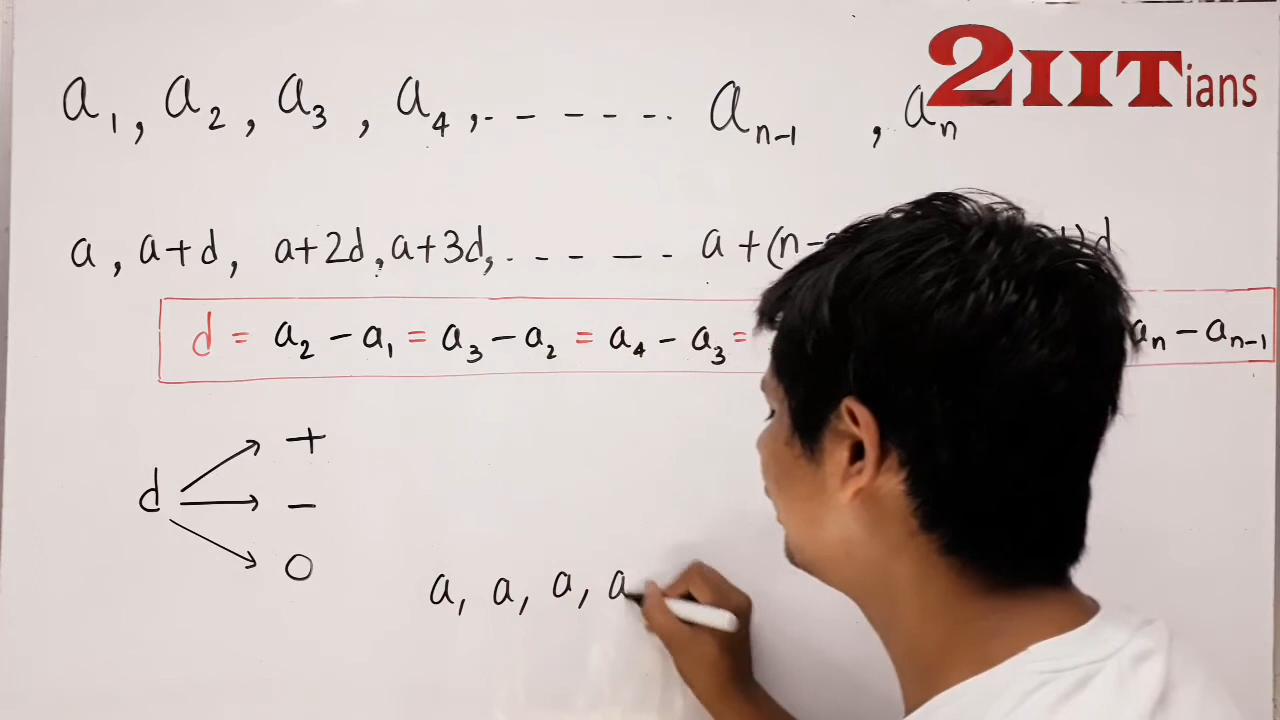 2IITians
a₁, a₂, a₃, a₄, - - - - - - aₙ₋₁, aₙ
a, a+d, a+2d, a+3d, - - - - - a+(n- 1)d
d = a₂ - a₁ = a₃ - a₂ = a₄ - a₃ = aₙ - aₙ₋₁
+
d -
0
a, a, a, a